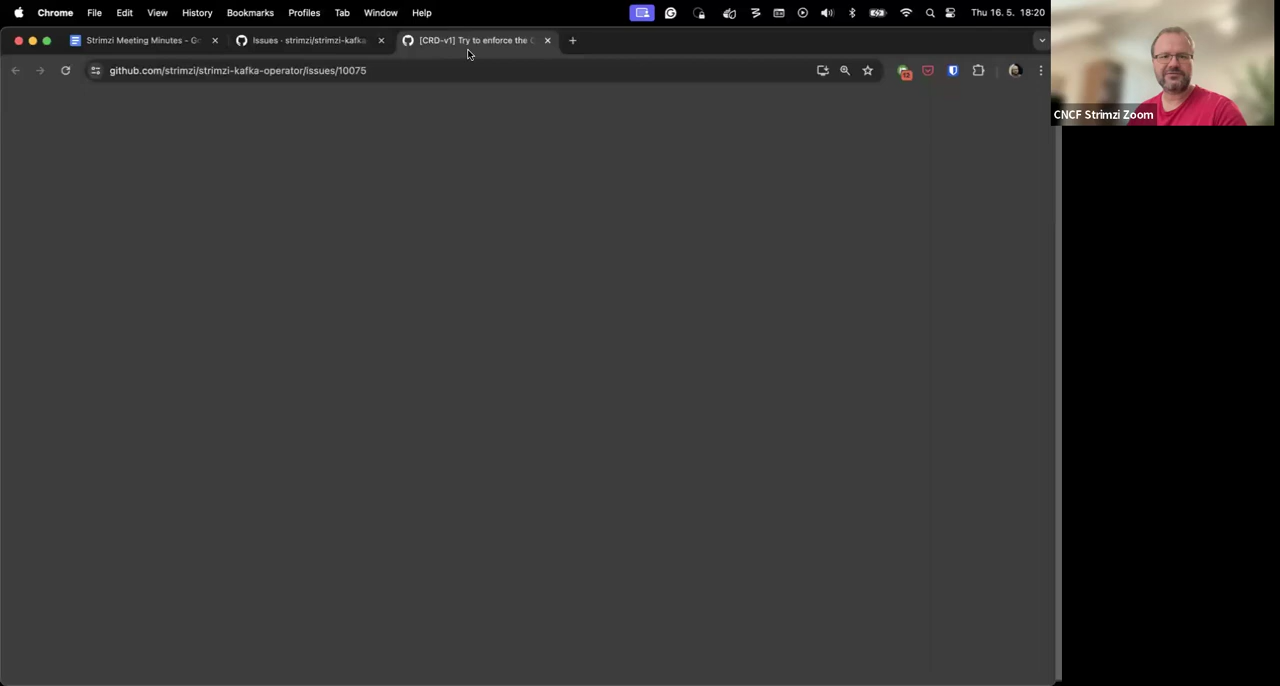 Chrome File Edit View History Bookmarks Profiles Tab Window Help Thu 16. 5. 18:20
Strimzi Meeting Minutes - Go Issues · strimzi/strimzi-kafka- [CRD-v1] Try to enforce the
github.com/strimzi/strimzi-kafka-operator/issues/10075
12
CNCF Strimzi Zoom